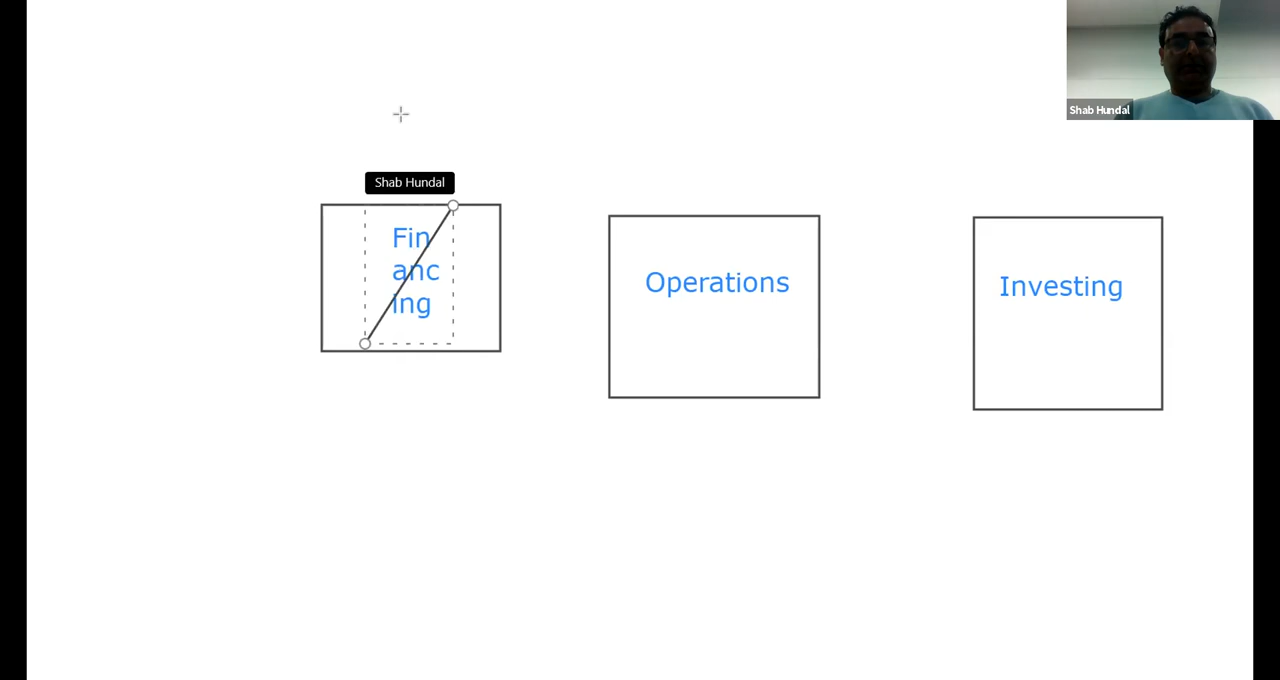 Shab Hundal
Shab Hundal
Fin
anc
ing
Operations
Investing